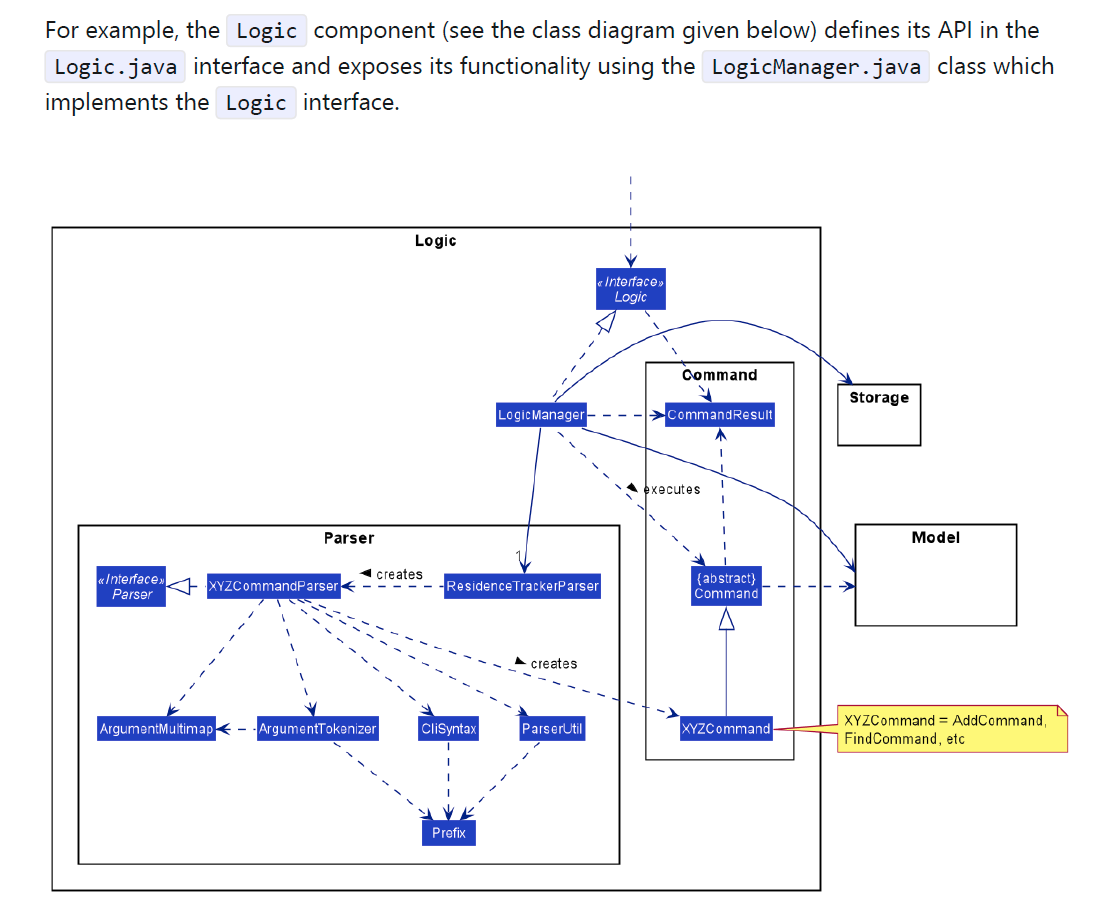 For example, the Logic component (see the class diagram given below) defines its API in the
Logic.java interface and exposes its functionality using the LogicManager.java class which
implements the Logic interface.
Logic
«Interface»
Logic
Command
Storage
LogicManager
CommandResult
executes
Parser
Model
1
«Interface»
Parser
XYZCommandParser
creates
ResidenceTrackerParser
{abstract}
Command
creates
ArgumentMultimap
ArgumentTokenizer
CliSyntax
ParserUtil
XYZCommand
XYZCommand = AddCommand,
FindCommand, etc
Prefix